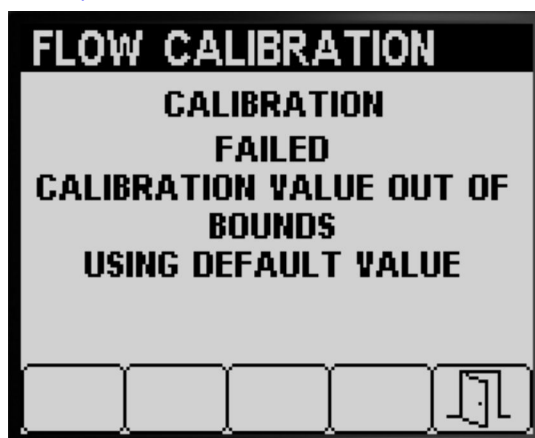 FLOW CALIBRATION
CALIBRATION
FAILED
CALIBRATION VALUE OUT OF
BOUNDS
USING DEFAULT VALUE